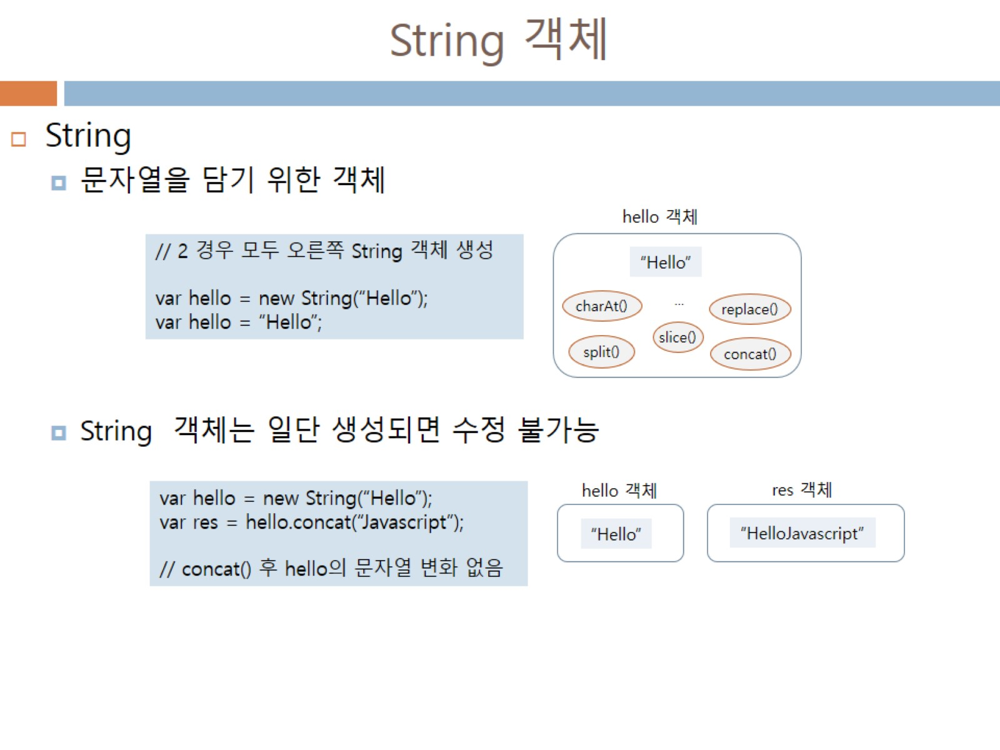 String 객체
String
문자열을 담기 위한 객체
hello 객체
// 2 경우 모두 오른쪽 String 객체 생성
var hello = new String(“Hello”);
var hello = “Hello”;
“Hello”
charAt()
...
replace()
slice()
split()
concat()
String 객체는 일단 생성되면 수정 불가능
var hello = new String(“Hello”);
var res = hello.concat(“Javascript”);
// concat() 후 hello의 문자열 변화 없음
hello 객체
res 객체
“Hello”
“HelloJavascript”